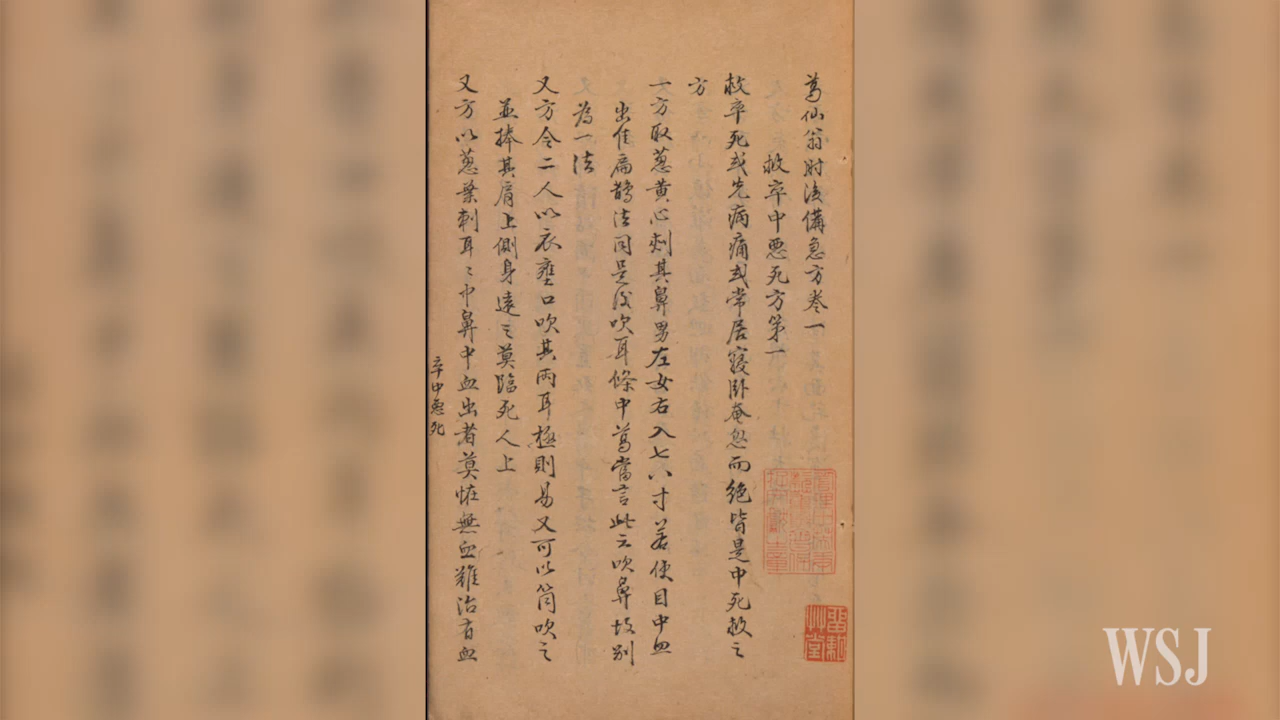 葛仙翁肘後備急方卷一
救卒中惡死方第一
救卒死或先病痛或常居寢卧奄忽而絶皆是中死救之
方
一方取葱黄心刺其鼻男左女右入七八寸若使目中血
出佳扁鵲法同是後吹耳條中葛當言此云吹鼻故别
為一法
又方令二人以衣壅口吹其兩耳極則易又可以筒吹之
並捧其肩上側身遠之莫臨死人上
又方以葱葉刺耳〻中鼻中血出者莫怪無血難治有血
卒中惡死
WSJ